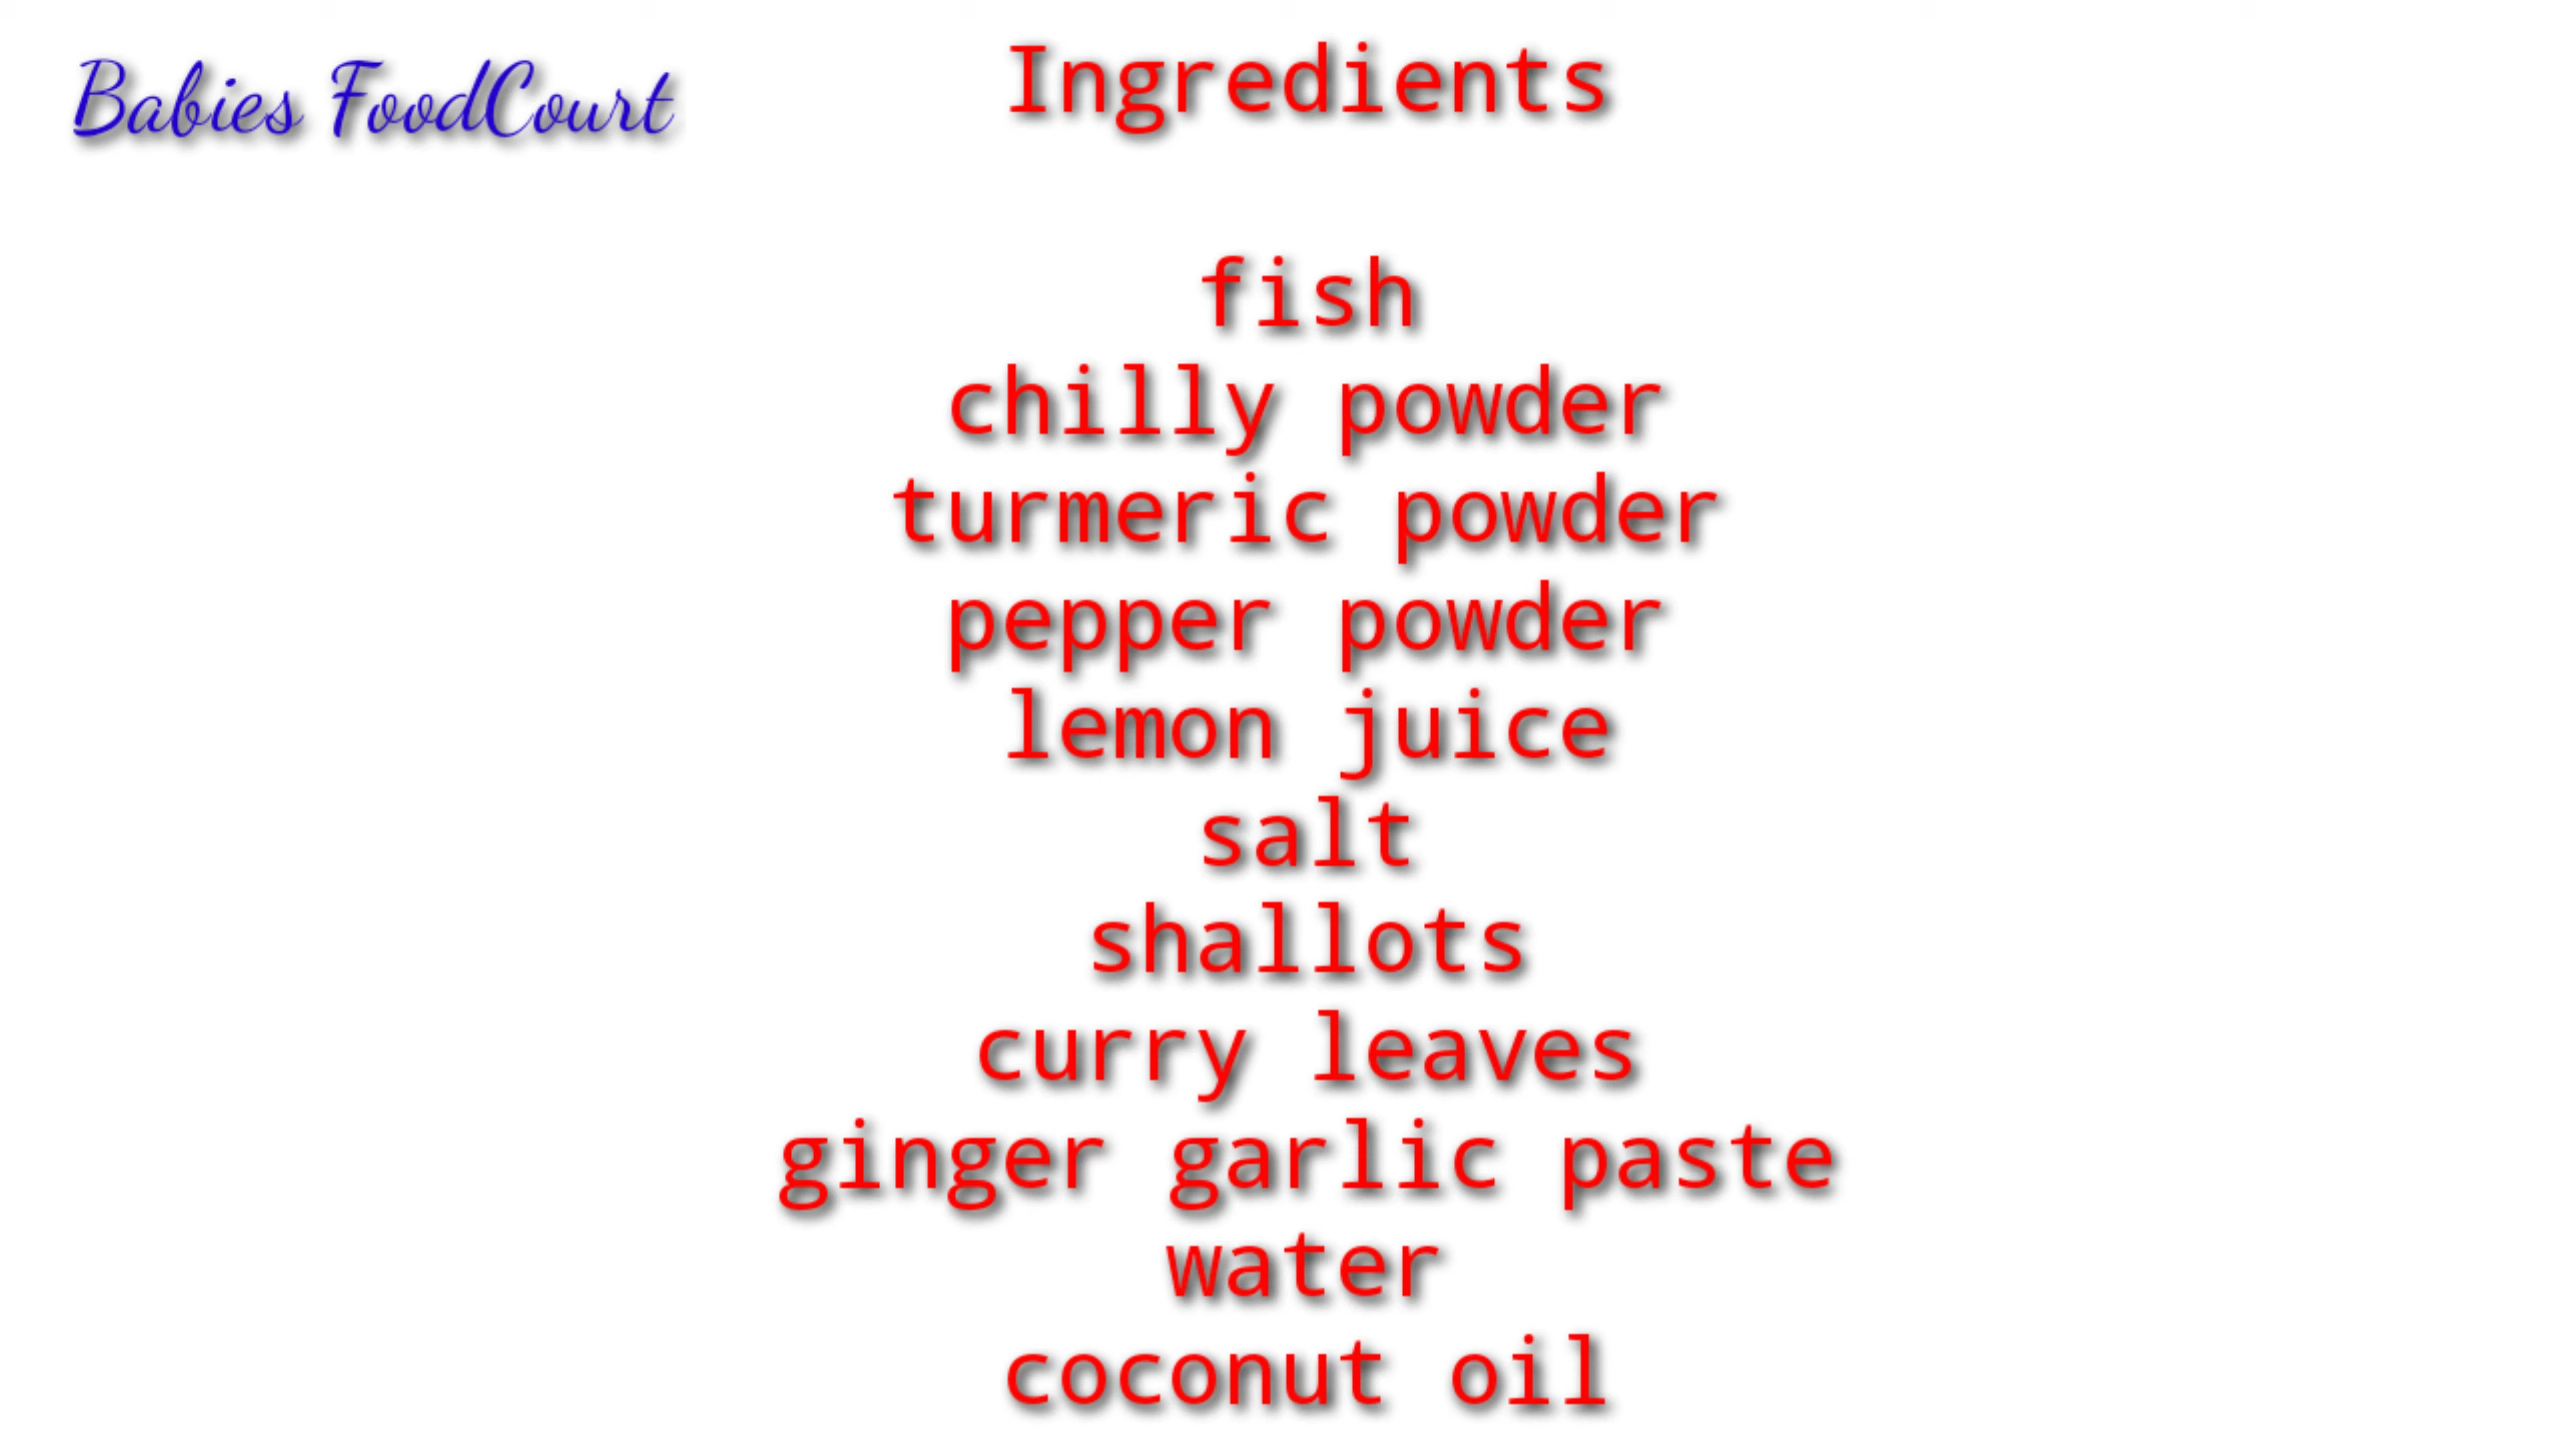 Babies FoodCourt
Ingredients
fish
chilly powder
turmeric powder
pepper powder
lemon juice
salt
shallots
curry leaves
ginger garlic paste
water
coconut oil